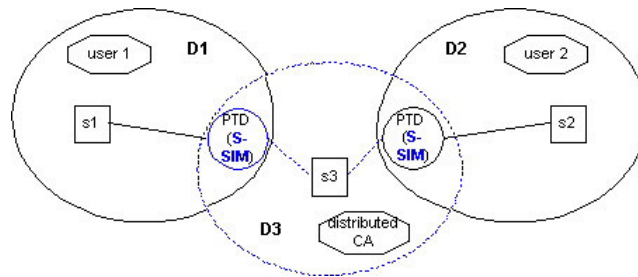 user 1
D1
D2
user 2
s1
PTD
(S-
SIM)
PTD
(S-
SIM)
s2
s3
D3
distributed
CA